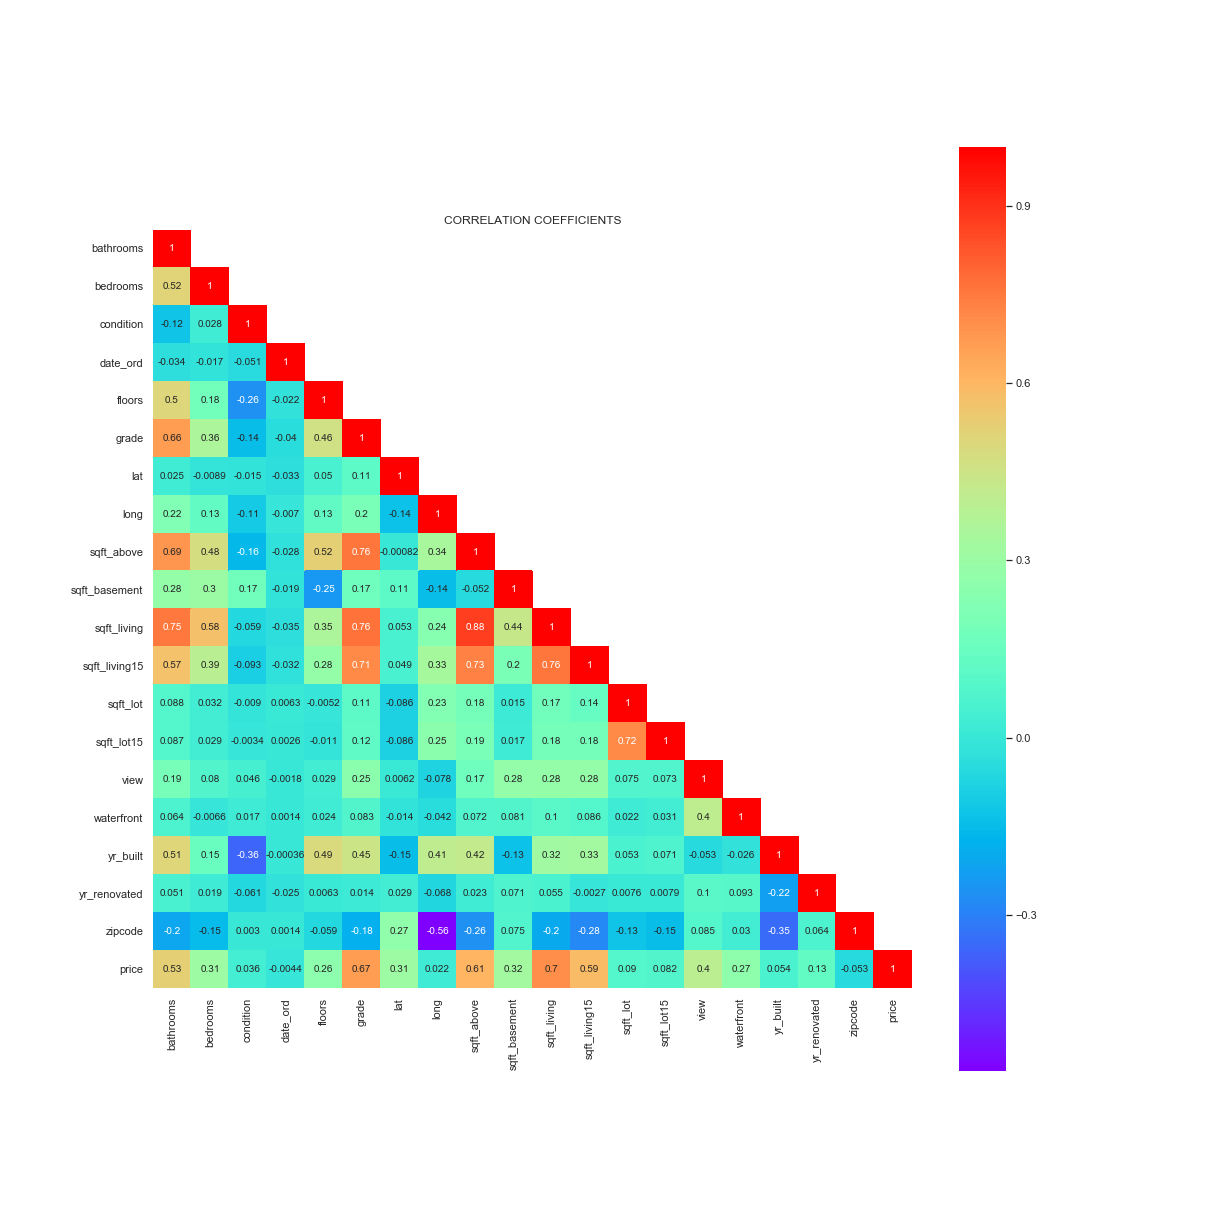 CORRELATION COEFFICIENTS
0.9
bathrooms 1
bedrooms 0.52 1
condition -0.12 0.028 1
date_ord -0.034 -0.017 -0.051 1
0.6
floors 0.5 0.18 -0.26 -0.022 1
grade 0.66 0.36 -0.14 -0.04 0.46 1
lat 0.025 -0.0089 -0.015 -0.033 0.05 0.11 1
long 0.22 0.13 -0.11 -0.007 0.13 0.2 -0.14 1
sqft_above 0.69 0.48 -0.16 -0.028 0.52 0.76 -0.00082 0.34 1
0.3
sqft_basement 0.28 0.3 0.17 -0.019 -0.25 0.17 0.11 -0.14 -0.052 1
sqft_living 0.75 0.58 -0.059 -0.035 0.35 0.76 0.053 0.24 0.88 0.44 1
sqft_living15 0.57 0.39 -0.093 -0.032 0.28 0.71 0.049 0.33 0.73 0.2 0.76 1
sqft_lot 0.088 0.032 -0.009 0.0063 -0.0052 0.11 -0.086 0.23 0.18 0.015 0.17 0.14 1
sqft_lot15 0.087 0.029 -0.0034 0.0026 -0.011 0.12 -0.086 0.25 0.19 0.017 0.18 0.18 0.72 1
0.0
view 0.19 0.08 0.046 -0.0018 0.029 0.25 0.0062 -0.078 0.17 0.28 0.28 0.28 0.075 0.073 1
waterfront 0.064 -0.0066 0.017 0.0014 0.024 0.083 -0.014 -0.042 0.072 0.081 0.1 0.086 0.022 0.031 0.4 1
yr_built 0.51 0.15 -0.36 -0.00036 0.49 0.45 -0.15 0.41 0.42 -0.13 0.32 0.33 0.053 0.071 -0.053 -0.026 1
yr_renovated 0.051 0.019 -0.061 -0.025 0.0063 0.014 0.029 -0.068 0.023 0.071 0.055 -0.0027 0.0076 0.0079 0.1 0.093 -0.22 1
−0.3
zipcode -0.2 -0.15 0.003 0.0014 -0.059 -0.18 0.27 -0.56 -0.26 0.075 -0.2 -0.28 -0.13 -0.15 0.085 0.03 -0.35 0.064 1
price 0.53 0.31 0.036 -0.0044 0.26 0.67 0.31 0.022 0.61 0.32 0.7 0.59 0.09 0.082 0.4 0.27 0.054 0.13 -0.053 1
bathrooms
bedrooms
condition
date_ord
floors
grade
lat
long
sqft_above
sqft_basement
sqft_living
sqft_living15
sqft_lot
sqft_lot15
view
waterfront
yr_built
yr_renovated
zipcode
price